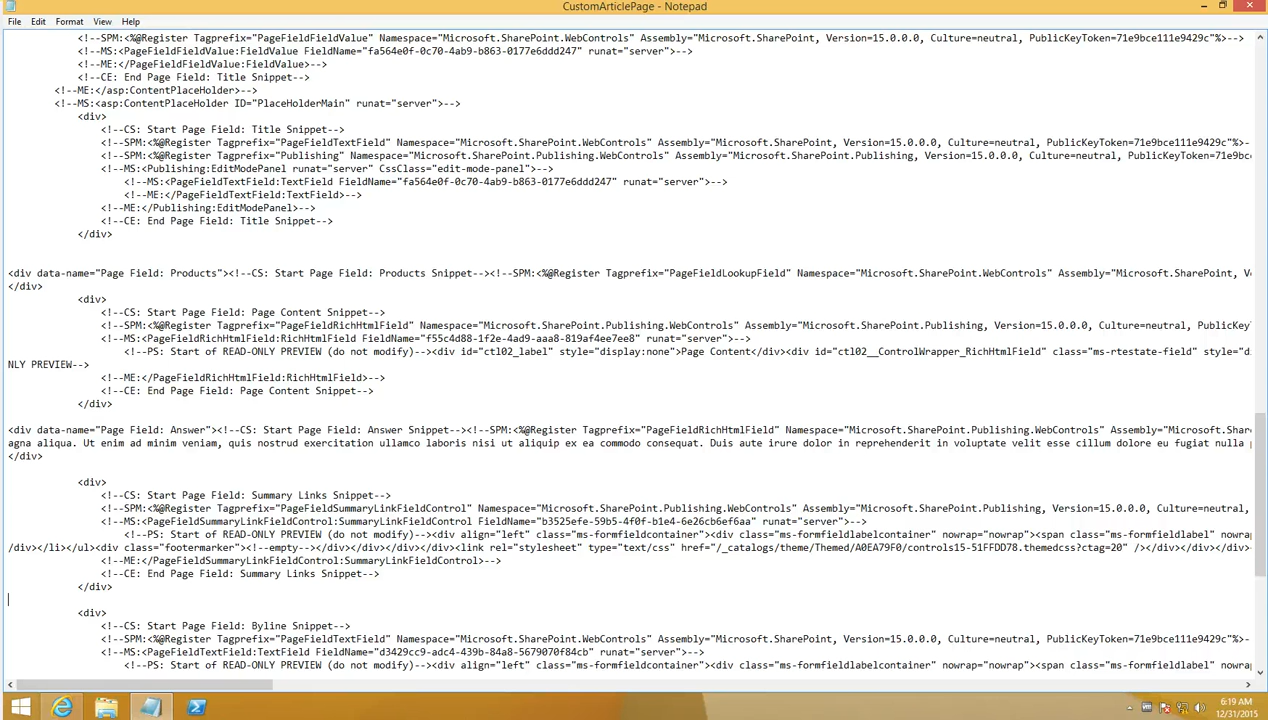 CustomArticlePage - Notepad
File Edit Format View Help
<!--SPM:<%@Register Tagprefix="PageFieldFieldValue" Namespace="Microsoft.SharePoint.WebControls" Assembly="Microsoft.SharePoint, Version=15.0.0.0, Culture=neutral, PublicKeyToken=71e9bce111e9429c"%>-->
<!--MS:<PageFieldFieldValue:FieldValue FieldName="fa564e0f-0c70-4ab9-b863-0177e6ddd247" runat="server">-->
<!--ME:</PageFieldFieldValue:FieldValue>-->
<!--CE: End Page Field: Title Snippet-->
<!--ME:</asp:ContentPlaceHolder>-->
<!--MS:<asp:ContentPlaceHolder ID="PlaceHolderMain" runat="server">-->
<div>
<!--CS: Start Page Field: Title Snippet-->
<!--SPM:<%@Register Tagprefix="PageFieldTextField" Namespace="Microsoft.SharePoint.WebControls" Assembly="Microsoft.SharePoint, Version=15.0.0.0, Culture=neutral, PublicKeyToken=71e9bce111e9429c"%>-
<!--SPM:<%@Register Tagprefix="Publishing" Namespace="Microsoft.SharePoint.Publishing.WebControls" Assembly="Microsoft.SharePoint.Publishing, Version=15.0.0.0, Culture=neutral, PublicKeyToken=71e9bce
<!--MS:<Publishing:EditModePanel runat="server" CssClass="edit-mode-panel">-->
<!--MS:<PageFieldTextField:TextField FieldName="fa564e0f-0c70-4ab9-b863-0177e6ddd247" runat="server">-->
<!--ME:</PageFieldTextField:TextField>-->
<!--ME:</Publishing:EditModePanel>-->
<!--CE: End Page Field: Title Snippet-->
</div>
<div data-name="Page Field: Products"><!--CS: Start Page Field: Products Snippet--><!--SPM:<%@Register Tagprefix="PageFieldLookupField" Namespace="Microsoft.SharePoint.WebControls" Assembly="Microsoft.SharePoint, Ve
</div>
<div>
<!--CS: Start Page Field: Page Content Snippet-->
<!--SPM:<%@Register Tagprefix="PageFieldRichHtmlField" Namespace="Microsoft.SharePoint.Publishing.WebControls" Assembly="Microsoft.SharePoint.Publishing, Version=15.0.0.0, Culture=neutral, PublicKey
<!--MS:<PageFieldRichHtmlField:RichHtmlField FieldName="f55c4d88-1f2e-4ad9-aaa8-819af4ee7ee8" runat="server">-->
<!--PS: Start of READ-ONLY PREVIEW (do not modify)--><div id="ctl02_label" style="display:none">Page Content</div><div id="ctl02__ControlWrapper_RichHtmlField" class="ms-rtestate-field" style="d
NLY PREVIEW-->
<!--ME:</PageFieldRichHtmlField:RichHtmlField>-->
<!--CE: End Page Field: Page Content Snippet-->
</div>
<div data-name="Page Field: Answer"><!--CS: Start Page Field: Answer Snippet--><!--SPM:<%@Register Tagprefix="PageFieldRichHtmlField" Namespace="Microsoft.SharePoint.Publishing.WebControls" Assembly="Microsoft.Shar
agna aliqua. Ut enim ad minim veniam, quis nostrud exercitation ullamco laboris nisi ut aliquip ex ea commodo consequat. Duis aute irure dolor in reprehenderit in voluptate velit esse cillum dolore eu fugiat nulla p
</div>
<div>
<!--CS: Start Page Field: Summary Links Snippet-->
<!--SPM:<%@Register Tagprefix="PageFieldSummaryLinkFieldControl" Namespace="Microsoft.SharePoint.Publishing.WebControls" Assembly="Microsoft.SharePoint.Publishing, Version=15.0.0.0, Culture=neutral,
<!--MS:<PageFieldSummaryLinkFieldControl:SummaryLinkFieldControl FieldName="b3525efe-59b5-4f0f-b1e4-6e26cb6ef6aa" runat="server">-->
<!--PS: Start of READ-ONLY PREVIEW (do not modify)--><div align="left" class="ms-formfieldcontainer"><div class="ms-formfieldlabelcontainer" nowrap="nowrap"><span class="ms-formfieldlabel" nowrap
/div></li></ul><div class="footermarker"><!--empty--></div></div></div></div><link rel="stylesheet" type="text/css" href="/_catalogs/theme/Themed/A0EA79F0/controls15-51FFDD78.themedcss?ctag=20" /></div></div></div>
<!--ME:</PageFieldSummaryLinkFieldControl:SummaryLinkFieldControl>-->
<!--CE: End Page Field: Summary Links Snippet-->
</div>
<div>
<!--CS: Start Page Field: Byline Snippet-->
<!--SPM:<%@Register Tagprefix="PageFieldTextField" Namespace="Microsoft.SharePoint.WebControls" Assembly="Microsoft.SharePoint, Version=15.0.0.0, Culture=neutral, PublicKeyToken=71e9bce111e9429c"%>-
<!--MS:<PageFieldTextField:TextField FieldName="d3429cc9-adc4-439b-84a8-5679070f84cb" runat="server">-->
<!--PS: Start of READ-ONLY PREVIEW (do not modify)--><div align="left" class="ms-formfieldcontainer"><div class="ms-formfieldlabelcontainer" nowrap="nowrap"><span class="ms-formfieldlabel" nowrap
6:19 AM
12/31/2015